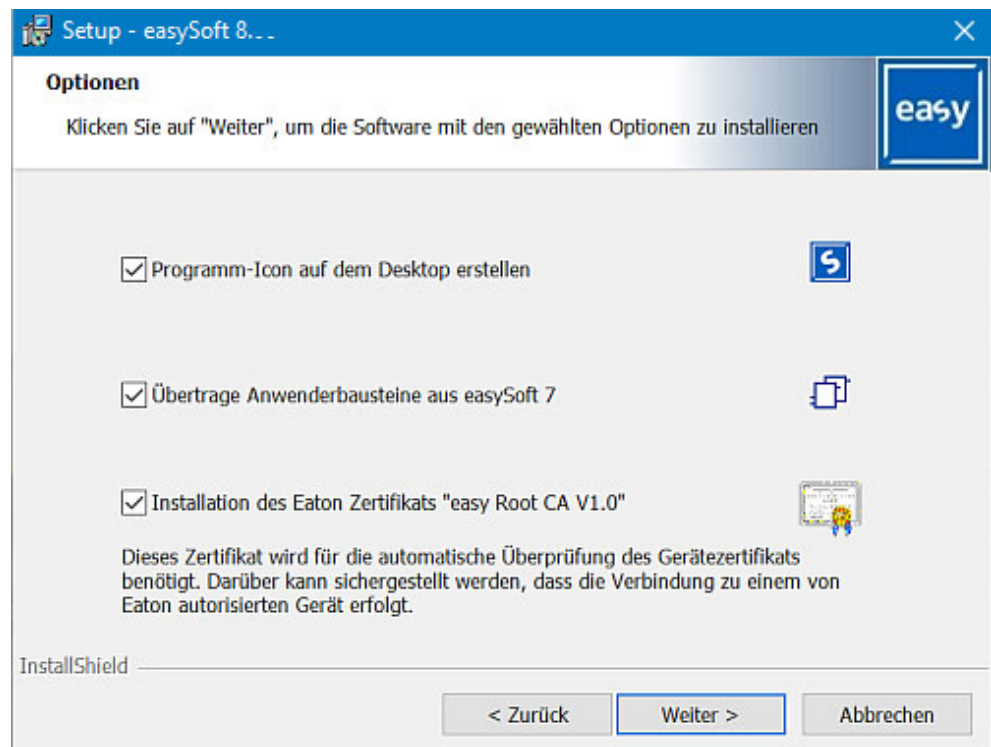 Setup - easySoft 8...
Optionen
Klicken Sie auf "Weiter", um die Software mit den gewählten Optionen zu installieren
easy
Programm-Icon auf dem Desktop erstellen
S
Übertrage Anwenderbausteine aus easySoft 7
Installation des Eaton Zertifikats "easy Root CA V1.0"
Dieses Zertifikat wird für die automatische Überprüfung des Gerätezertifikats
benötigt. Darüber kann sichergestellt werden, dass die Verbindung zu einem von
Eaton autorisierten Gerät erfolgt.
InstallShield
< Zurück
Weiter >
Abbrechen